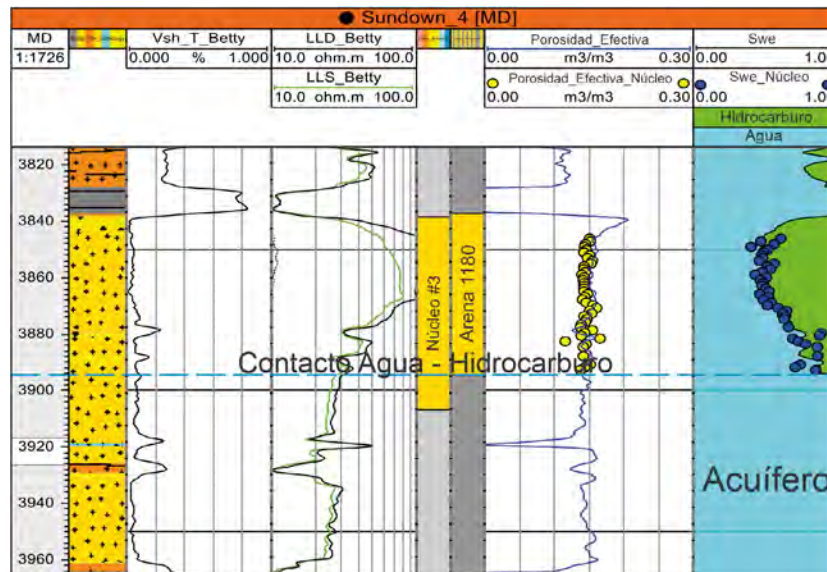 Sundown_4 [MD]
MD
1:1726
Vsh_T_Betty
0.000 % 1.000
LLD_Betty
10.0 ohm.m 100.0
LLS_Betty
10.0 ohm.m 100.0
Porosidad_Efectiva
0.00 m3/m3 0.30
Porosidad_Efectiva_Núcleo
0.00 m3/m3 0.30
Swe
0.00 1.0
Swe_Núcleo
0.00 1.0
Hidrocarburo
Agua
3820
3840
3860
3880
3900
3920
3940
3960
Núcleo #3
Arena 1180
Contacto Agua - Hidrocarburo
Acuífero